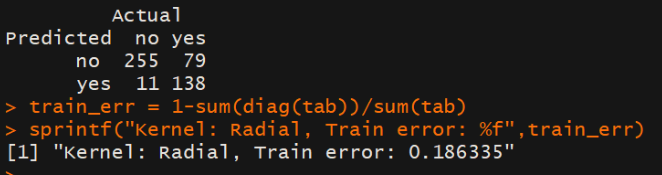 Actual
Predicted  no yes
      no  255  79
      yes  11 138
> train_err = 1-sum(diag(tab))/sum(tab)
> sprintf("Kernel: Radial, Train error: %f",train_err)
[1] "Kernel: Radial, Train error: 0.186335"
>